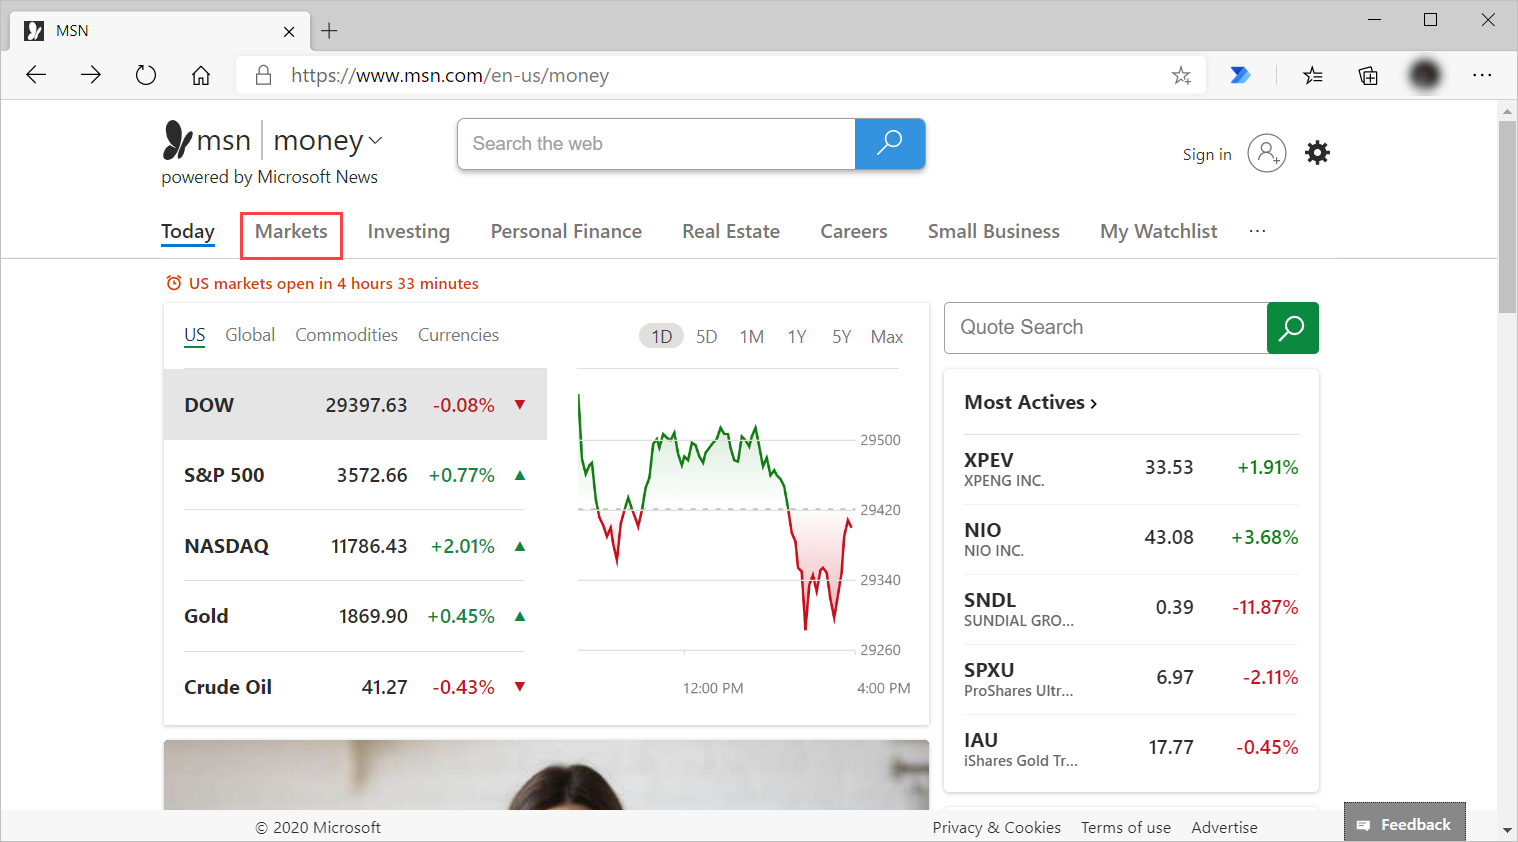 MSN
https://www.msn.com/en-us/money
msn | money
powered by Microsoft News
Search the web
Sign in
Today Markets Investing Personal Finance Real Estate Careers Small Business My Watchlist ...
US markets open in 4 hours 33 minutes
US Global Commodities Currencies
1D 5D 1M 1Y 5Y Max
DOW 29397.63 -0.08% ▼
S&P 500 3572.66 +0.77% ▲
NASDAQ 11786.43 +2.01% ▲
Gold 1869.90 +0.45% ▲
Crude Oil 41.27 -0.43% ▼
29500
29420
29340
29260
12:00 PM 4:00 PM
Quote Search
Most Actives ›
XPEV 33.53 +1.91%
XPENG INC.
NIO 43.08 +3.68%
NIO INC.
SNDL 0.39 -11.87%
SUNDIAL GRO...
SPXU 6.97 -2.11%
ProShares Ultr...
IAU 17.77 -0.45%
iShares Gold Tr...
© 2020 Microsoft Privacy & Cookies Terms of use Advertise
Feedback